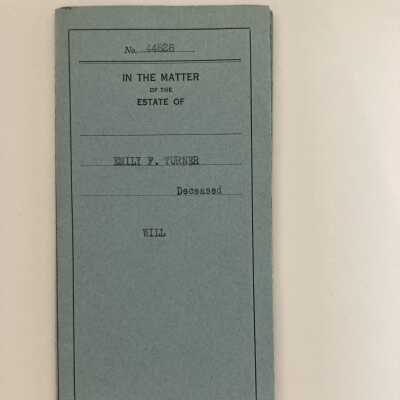 No. 44828
IN THE MATTER
OF THE
ESTATE OF
EMILY F. TURNER
Deceased
WILL